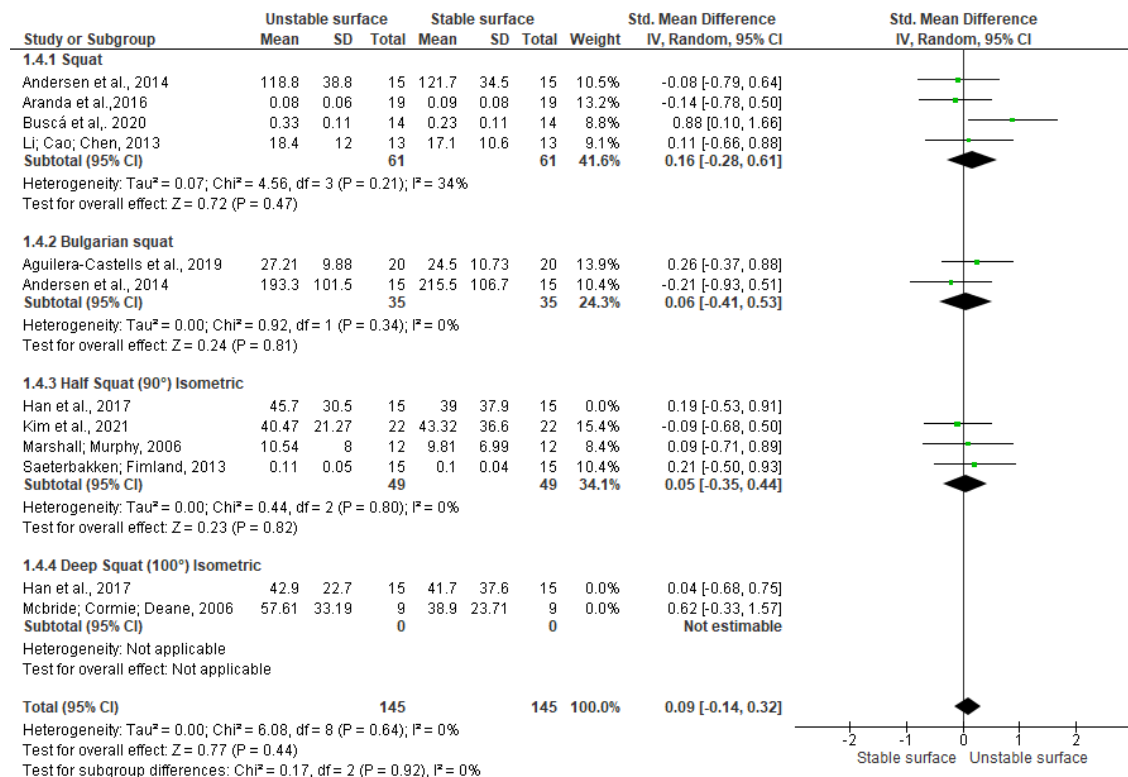 Unstable surface Stable surface Std. Mean Difference Std. Mean Difference
Study or Subgroup Mean SD Total Mean SD Total Weight IV, Random, 95% CI IV, Random, 95% CI
1.4.1 Squat
Andersen et al., 2014 118.8 38.8 15 121.7 34.5 15 10.5% -0.08 [-0.79, 0.64]
Aranda et al.,2016 0.08 0.06 19 0.09 0.08 19 13.2% -0.14 [-0.78, 0.50]
Buscá et al,. 2020 0.33 0.11 14 0.23 0.11 14 8.8% 0.88 [0.10, 1.66]
Li; Cao; Chen, 2013 18.4 12 13 17.1 10.6 13 9.1% 0.11 [-0.66, 0.88]
Subtotal (95% CI) 61 61 41.6% 0.16 [-0.28, 0.61]
Heterogeneity: Tau² = 0.07; Chi² = 4.56, df = 3 (P = 0.21); I² = 34%
Test for overall effect: Z = 0.72 (P = 0.47)
1.4.2 Bulgarian squat
Aguilera-Castells et al., 2019 27.21 9.88 20 24.5 10.73 20 13.9% 0.26 [-0.37, 0.88]
Andersen et al., 2014 193.3 101.5 15 215.5 106.7 15 10.4% -0.21 [-0.93, 0.51]
Subtotal (95% CI) 35 35 24.3% 0.06 [-0.41, 0.53]
Heterogeneity: Tau² = 0.00; Chi² = 0.92, df = 1 (P = 0.34); I² = 0%
Test for overall effect: Z = 0.24 (P = 0.81)
1.4.3 Half Squat (90°) Isometric
Han et al., 2017 45.7 30.5 15 39 37.9 15 0.0% 0.19 [-0.53, 0.91]
Kim et al., 2021 40.47 21.27 22 43.32 36.6 22 15.4% -0.09 [-0.68, 0.50]
Marshall; Murphy, 2006 10.54 8 12 9.81 6.99 12 8.4% 0.09 [-0.71, 0.89]
Saeterbakken; Fimland, 2013 0.11 0.05 15 0.1 0.04 15 10.4% 0.21 [-0.50, 0.93]
Subtotal (95% CI) 49 49 34.1% 0.05 [-0.35, 0.44]
Heterogeneity: Tau² = 0.00; Chi² = 0.44, df = 2 (P = 0.80); I² = 0%
Test for overall effect: Z = 0.23 (P = 0.82)
1.4.4 Deep Squat (100°) Isometric
Han et al., 2017 42.9 22.7 15 41.7 37.6 15 0.0% 0.04 [-0.68, 0.75]
Mcbride; Cormie; Deane, 2006 57.61 33.19 9 38.9 23.71 9 0.0% 0.62 [-0.33, 1.57]
Subtotal (95% CI) 0 0 Not estimable
Heterogeneity: Not applicable
Test for overall effect: Not applicable
Total (95% CI) 145 145 100.0% 0.09 [-0.14, 0.32]
Heterogeneity: Tau² = 0.00; Chi² = 6.08, df = 8 (P = 0.64); I² = 0%
Test for overall effect: Z = 0.77 (P = 0.44)
Test for subgroup differences: Chi² = 0.17, df = 2 (P = 0.92), I² = 0%
-2 -1 0 1 2
Stable surface Unstable surface